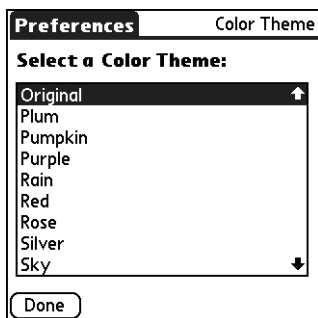 Preferences Color Theme
Select a Color Theme:
Original
Plum
Pumpkin
Purple
Rain
Red
Rose
Silver
Sky
Done